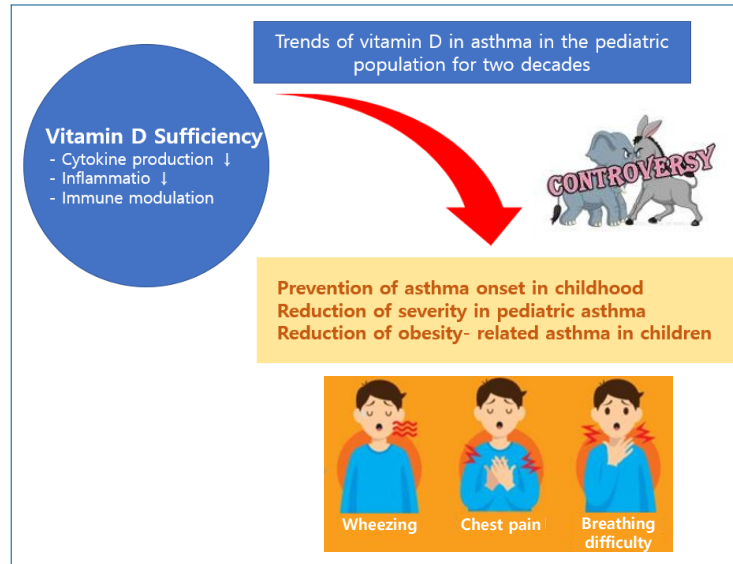 Trends of vitamin D in asthma in the pediatric
population for two decades
Vitamin D Sufficiency
- Cytokine production ↓
- Inflammatio ↓
- Immune modulation
CONTROVERSY
Prevention of asthma onset in childhood
Reduction of severity in pediatric asthma
Reduction of obesity- related asthma in children
Wheezing
Chest pain
Breathing
difficulty